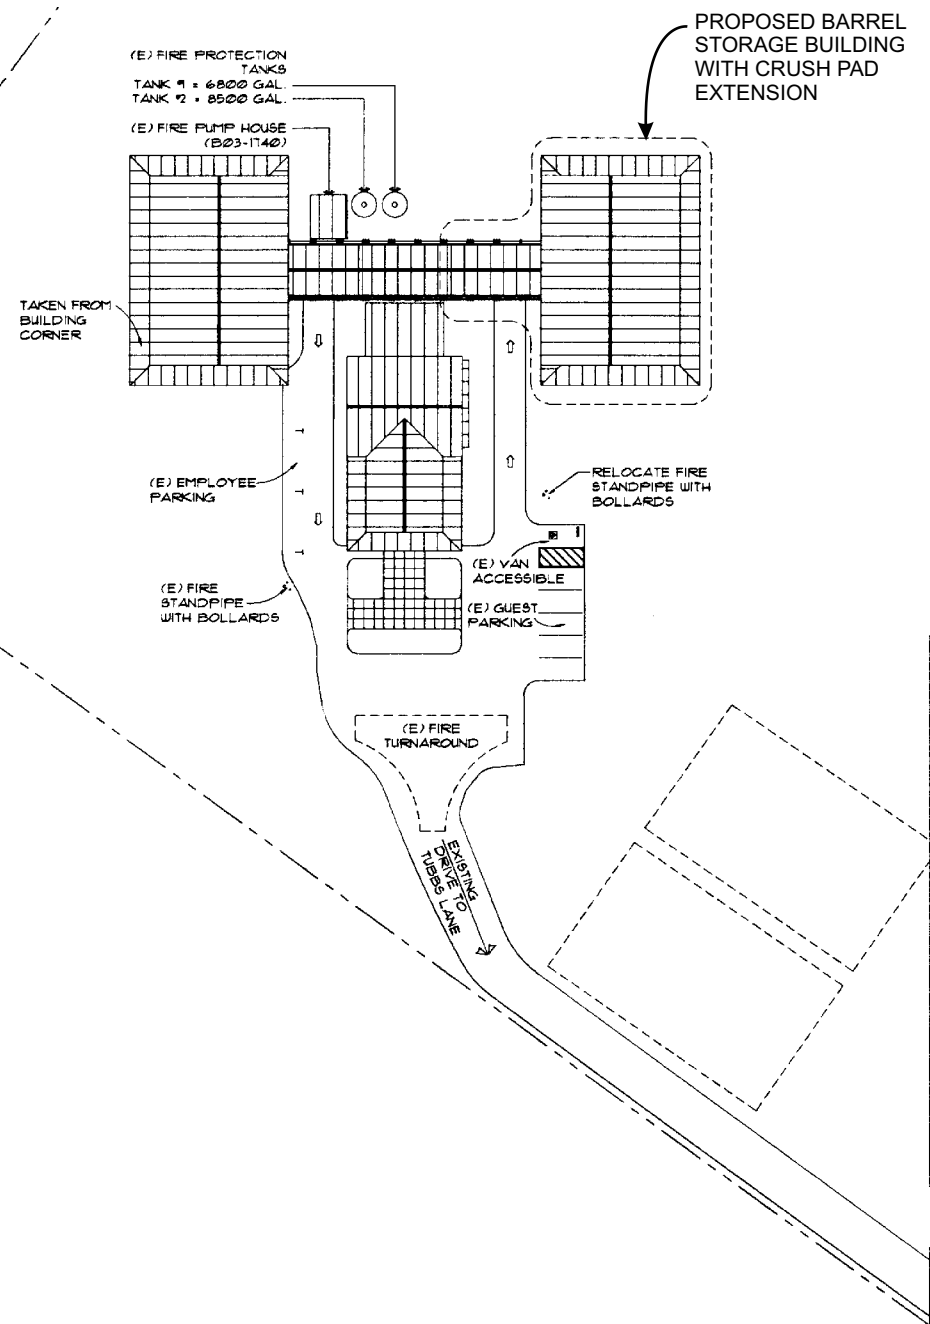 PROPOSED BARREL
STORAGE BUILDING
WITH CRUSH PAD
EXTENSION
(E) FIRE PROTECTION
TANKS
TANK #1 = 6800 GAL.
TANK #2 = 8500 GAL.
(E) FIRE PUMP HOUSE
(B03-1740)
TAKEN FROM
BUILDING
CORNER
(E) EMPLOYEE
PARKING
RELOCATE FIRE
STANDPIPE WITH
BOLLARDS
(E) VAN
ACCESSIBLE
(E) FIRE
STANDPIPE
WITH BOLLARDS
(E) GUEST
PARKING
(E) FIRE
TURNAROUND
EXISTING
DRIVE TO
TUBBS LANE